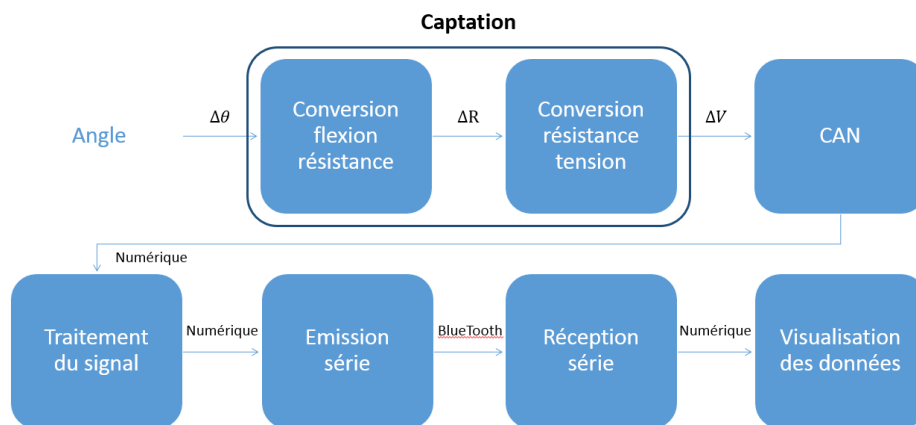 Captation
Angle
Δθ
Conversion
flexion
résistance
ΔR
Conversion
résistance
tension
ΔV
CAN
Numérique
Traitement
du signal
Numérique
Emission
série
BlueTooth
Réception
série
Numérique
Visualisation
des données